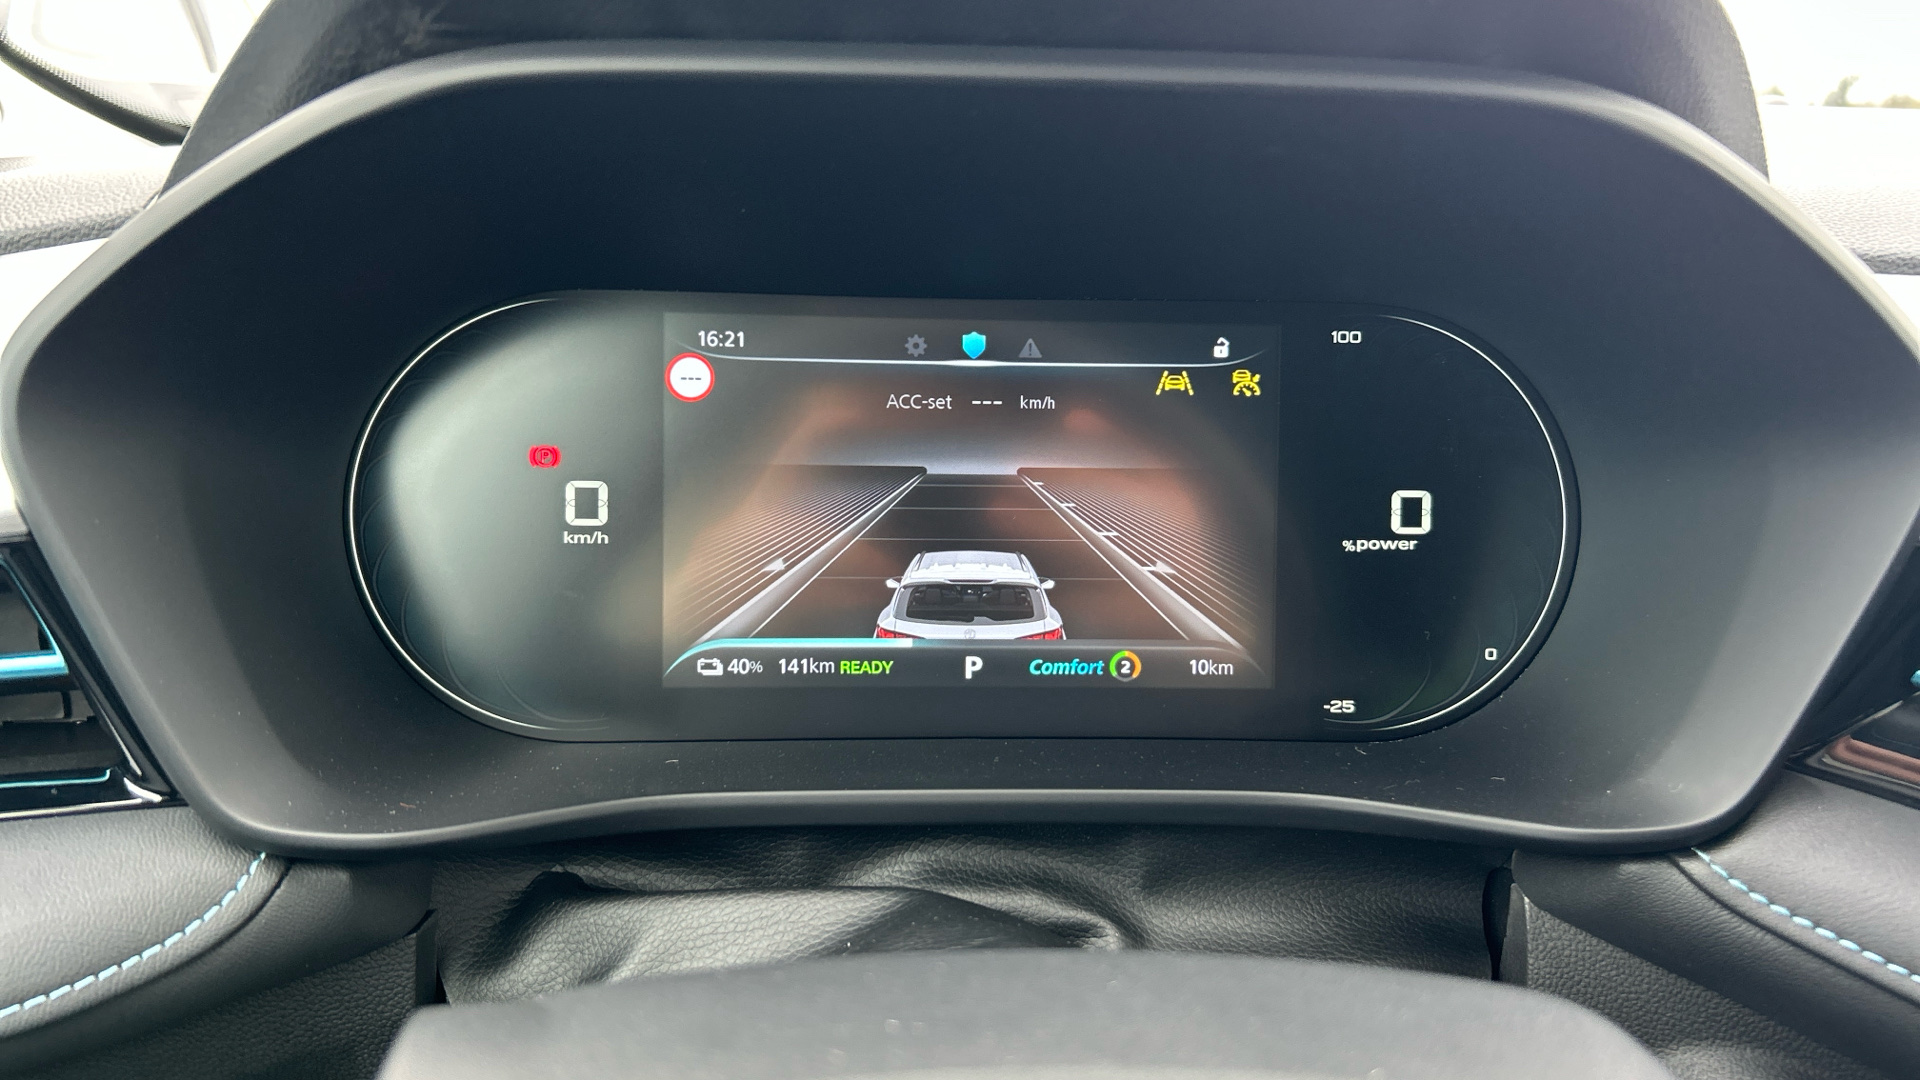 16:21
---
ACC-set --- km/h
100
P
0
km/h
0
%power
0
40% 141km READY P Comfort 2 10km
-25